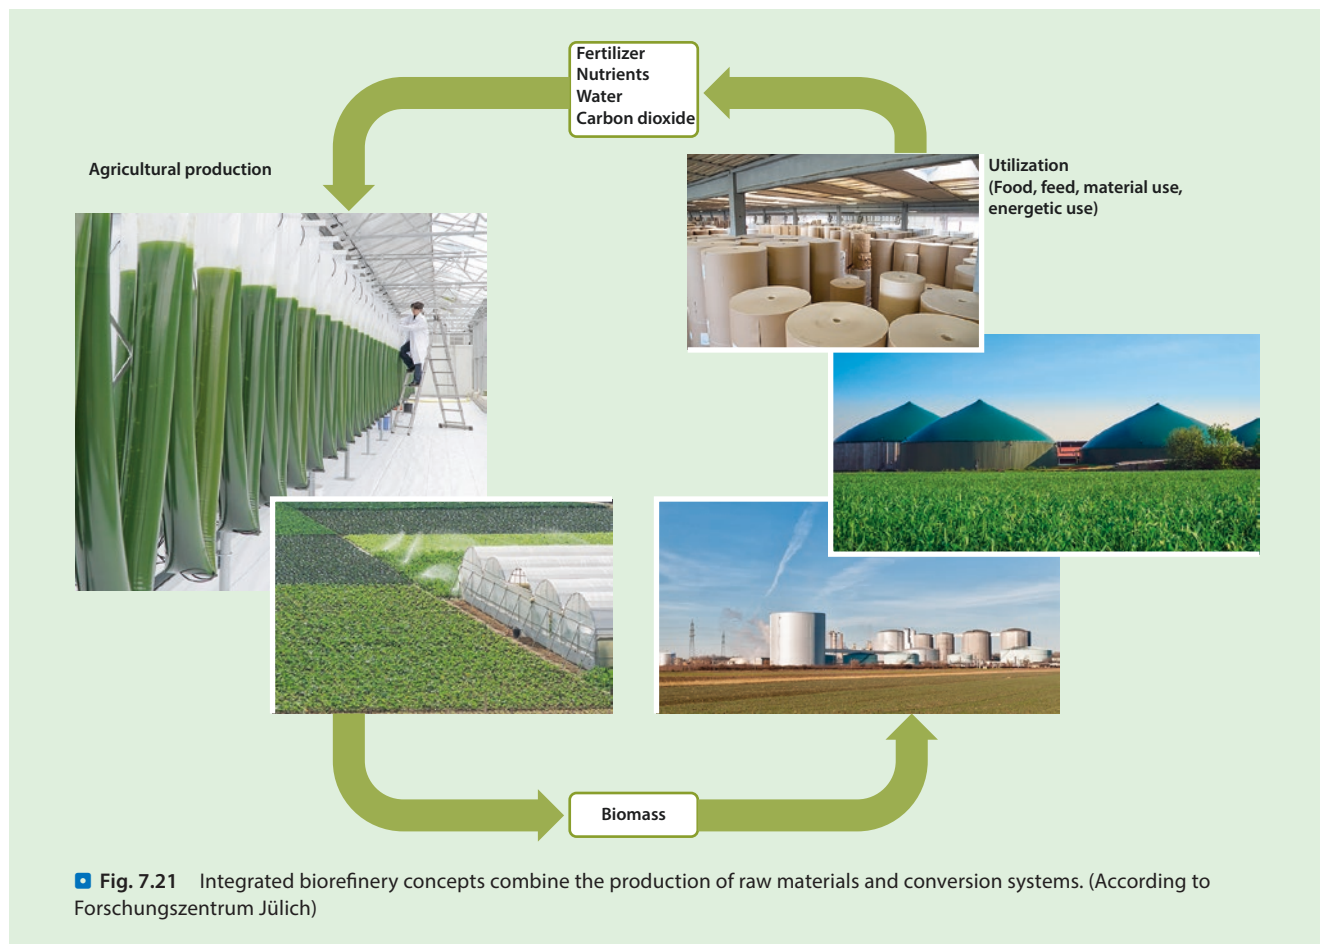 Fertilizer
Nutrients
Water
Carbon dioxide
Agricultural production
Utilization
(Food, feed, material use,
energetic use)
Biomass
Fig. 7.21 Integrated biorefinery concepts combine the production of raw materials and conversion systems. (According to
Forschungszentrum Jülich)